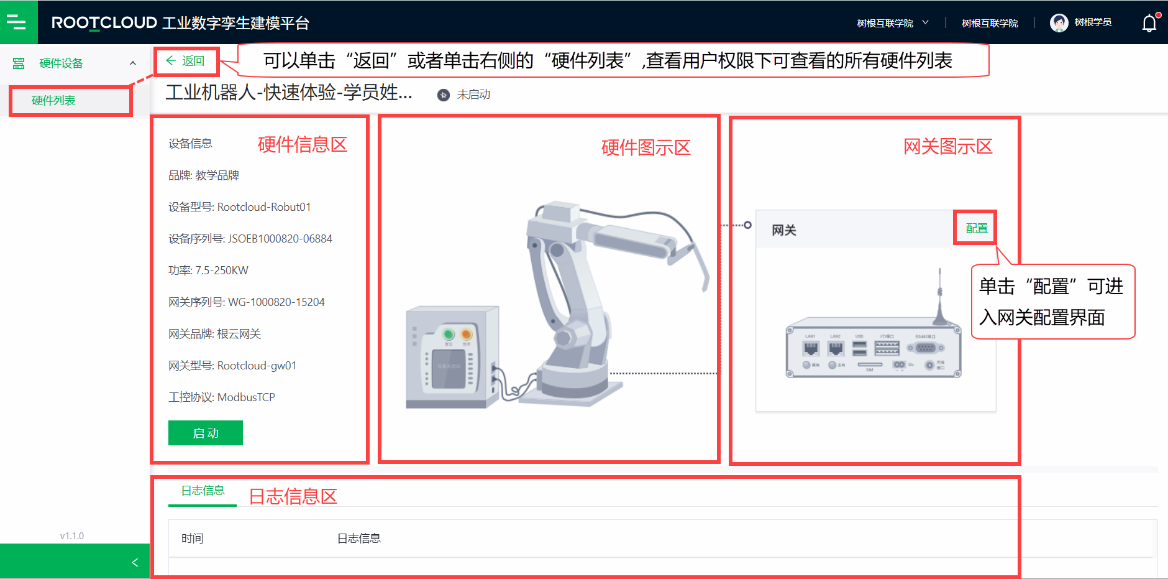 ROOTCLOUD 工业数字孪生建模平台
树根互联学院
树根互联学院
树根学员
硬件设备
硬件列表
返回
可以单击“返回”或者单击右侧的“硬件列表”,查看用户权限下可查看的所有硬件列表
工业机器人-快速体验-学员姓...
未启动
设备信息
硬件信息区
品牌: 教学品牌
设备型号: Rootcloud-Robut01
设备序列号: JSOEB1000820-06884
功率: 7.5-250KW
网关序列号: WG-1000820-15204
网关品牌: 根云网关
网关型号: Rootcloud-gw01
工控协议: ModbusTCP
启动
硬件图示区
网关图示区
网关
配置
单击“配置”可进
入网关配置界面
LAN1
LAN2
USB
日志信息
日志信息区
时间
日志信息
v1.1.0